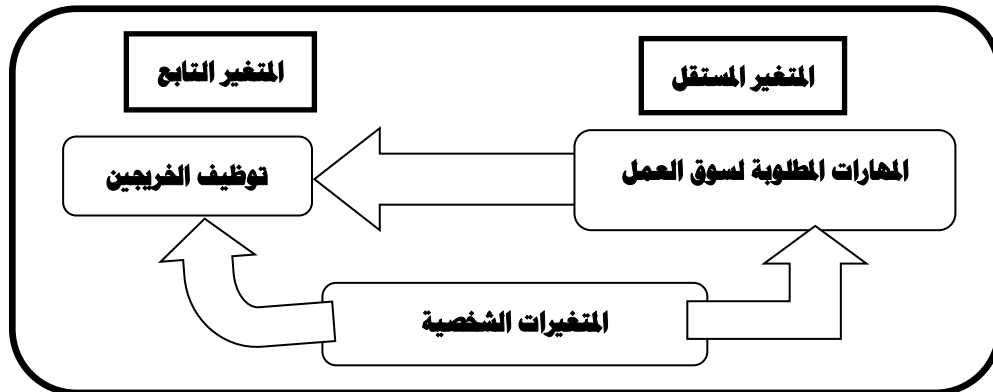 المتغير المستقل
المتغير التابع
المهارات المطلوبة لسوق العمل
توظيف الخريجين
المتغيرات الشخصية